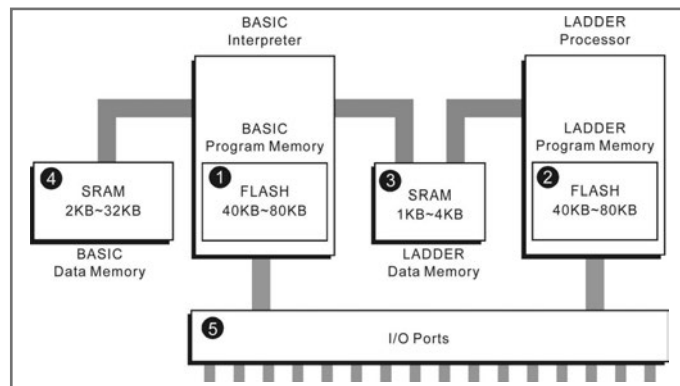 BASIC
Interpreter
LADDER
Processor
BASIC
Program Memory
LADDER
Program Memory
4
SRAM
2KB~32KB
1
FLASH
40KB~80KB
3
SRAM
1KB~4KB
2
FLASH
40KB~80KB
BASIC
Data Memory
LADDER
Data Memory
5
I/O Ports